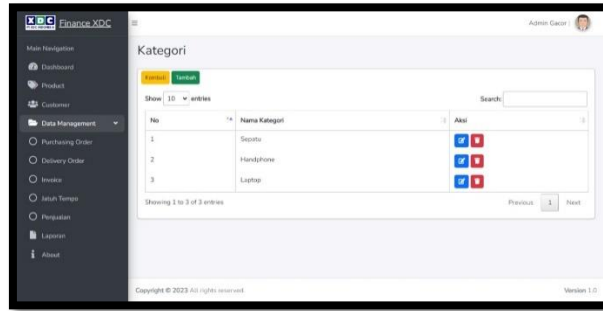 XDC Finance XDC
Admin Gacor |
Main Navigation
Dashboard
Product
Customer
Data Management
Purchasing Order
Delivery Order
Invoice
Jatuh Tempo
Penjualan
Laporan
About
Kategori
Kembali Tambah
Show 10 entries
Search:
No Nama Kategori Aksi
1 Sepatu
2 Handphone
3 Laptop
Showing 1 to 3 of 3 entries
Previous 1 Next
Copyright © 2023 All rights reserved.
Version 1.0